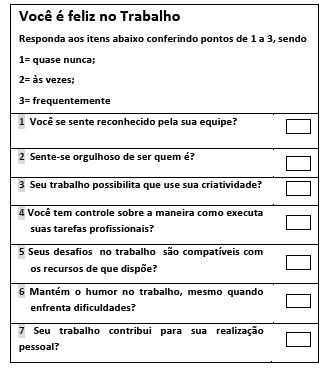 Você é feliz no Trabalho
Responda aos itens abaixo conferindo pontos de 1 a 3, sendo
1= quase nunca;
2= às vezes;
3= frequentemente
1 Você se sente reconhecido pela sua equipe?
2 Sente-se orgulhoso de ser quem é?
3 Seu trabalho possibilita que use sua criatividade?
4 Você tem controle sobre a maneira como executa
suas tarefas profissionais?
5 Seus desafios no trabalho são compatíveis com
os recursos de que dispõe?
6 Mantém o humor no trabalho, mesmo quando
enfrenta dificuldades?
7 Seu trabalho contribui para sua realização
pessoal?